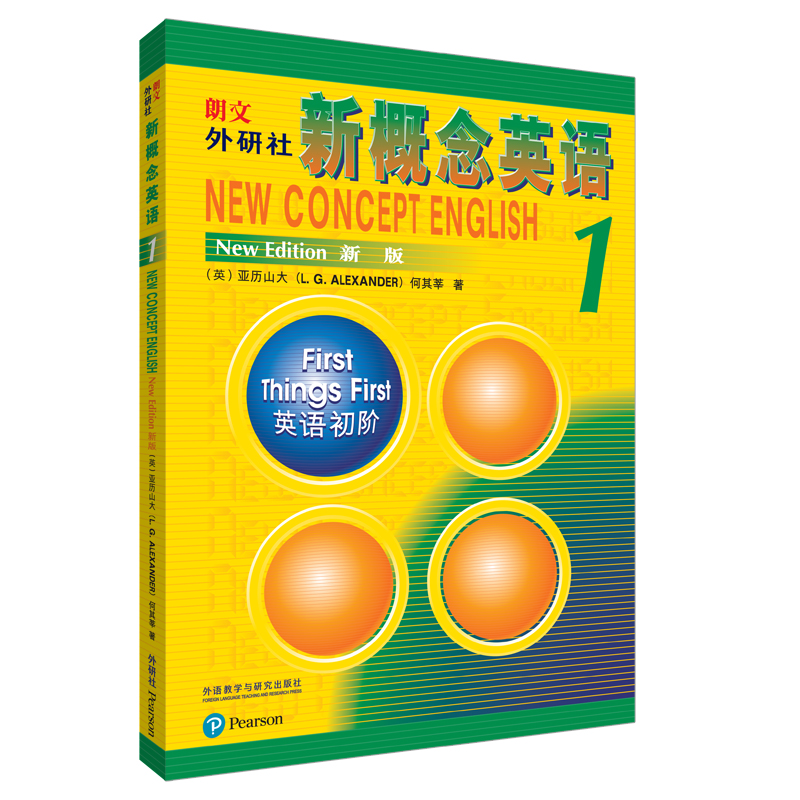 朗文
外研社
新概念英语
NEW CONCEPT ENGLISH
1
New Edition 新 版
（英）亚历山大（L. G. ALEXANDER）何其莘 著
First
Things First
英语初阶
外语教学与研究出版社
FOREIGN LANGUAGE TEACHING AND RESEARCH PRESS
P Pearson
朗文
外研社
新概念英语
1
NEW CONCEPT ENGLISH
New Edition 新版
（英）亚历山大（L. G. ALEXANDER）何其莘 著
外研社 Pearson